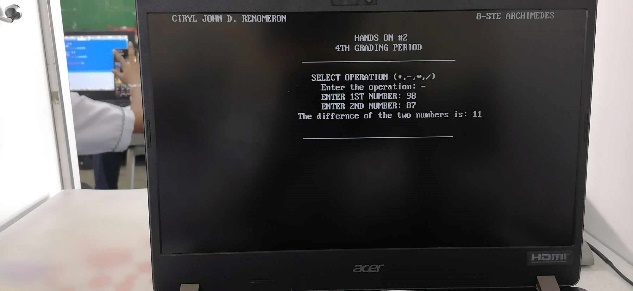 CIRYL JOHN D. RENOMERON 8-STE ARCHIMEDES
HANDS ON #2
4TH GRADING PERIOD
SELECT OPERATION (+,-,*,/)
Enter the operation: -
ENTER 1ST NUMBER: 98
ENTER 2ND NUMBER: 87
The differnce of the two numbers is: 11
acer
HDMI